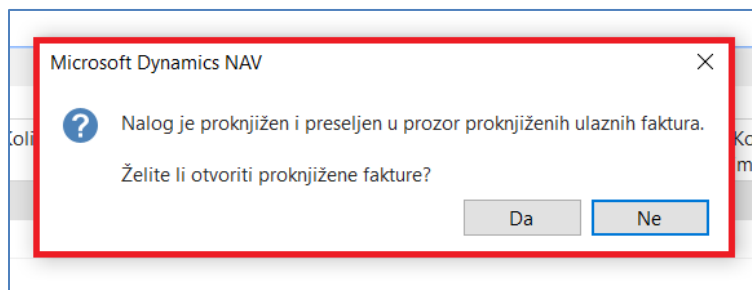 Microsoft Dynamics NAV
Nalog je proknjižen i preseljen u prozor proknjiženih ulaznih faktura.
Želite li otvoriti proknjižene fakture?
Da
Ne